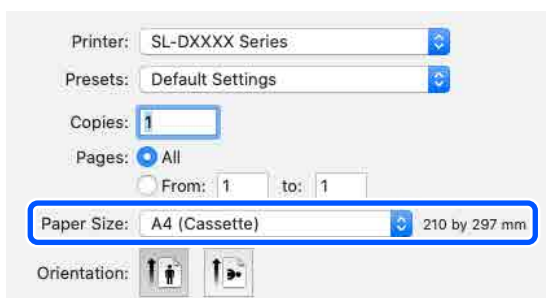 Printer: SL-DXXXX Series
Presets: Default Settings
Copies: 1
Pages: All
From: 1 to: 1
Paper Size: A4 (Cassette) 210 by 297 mm
Orientation: